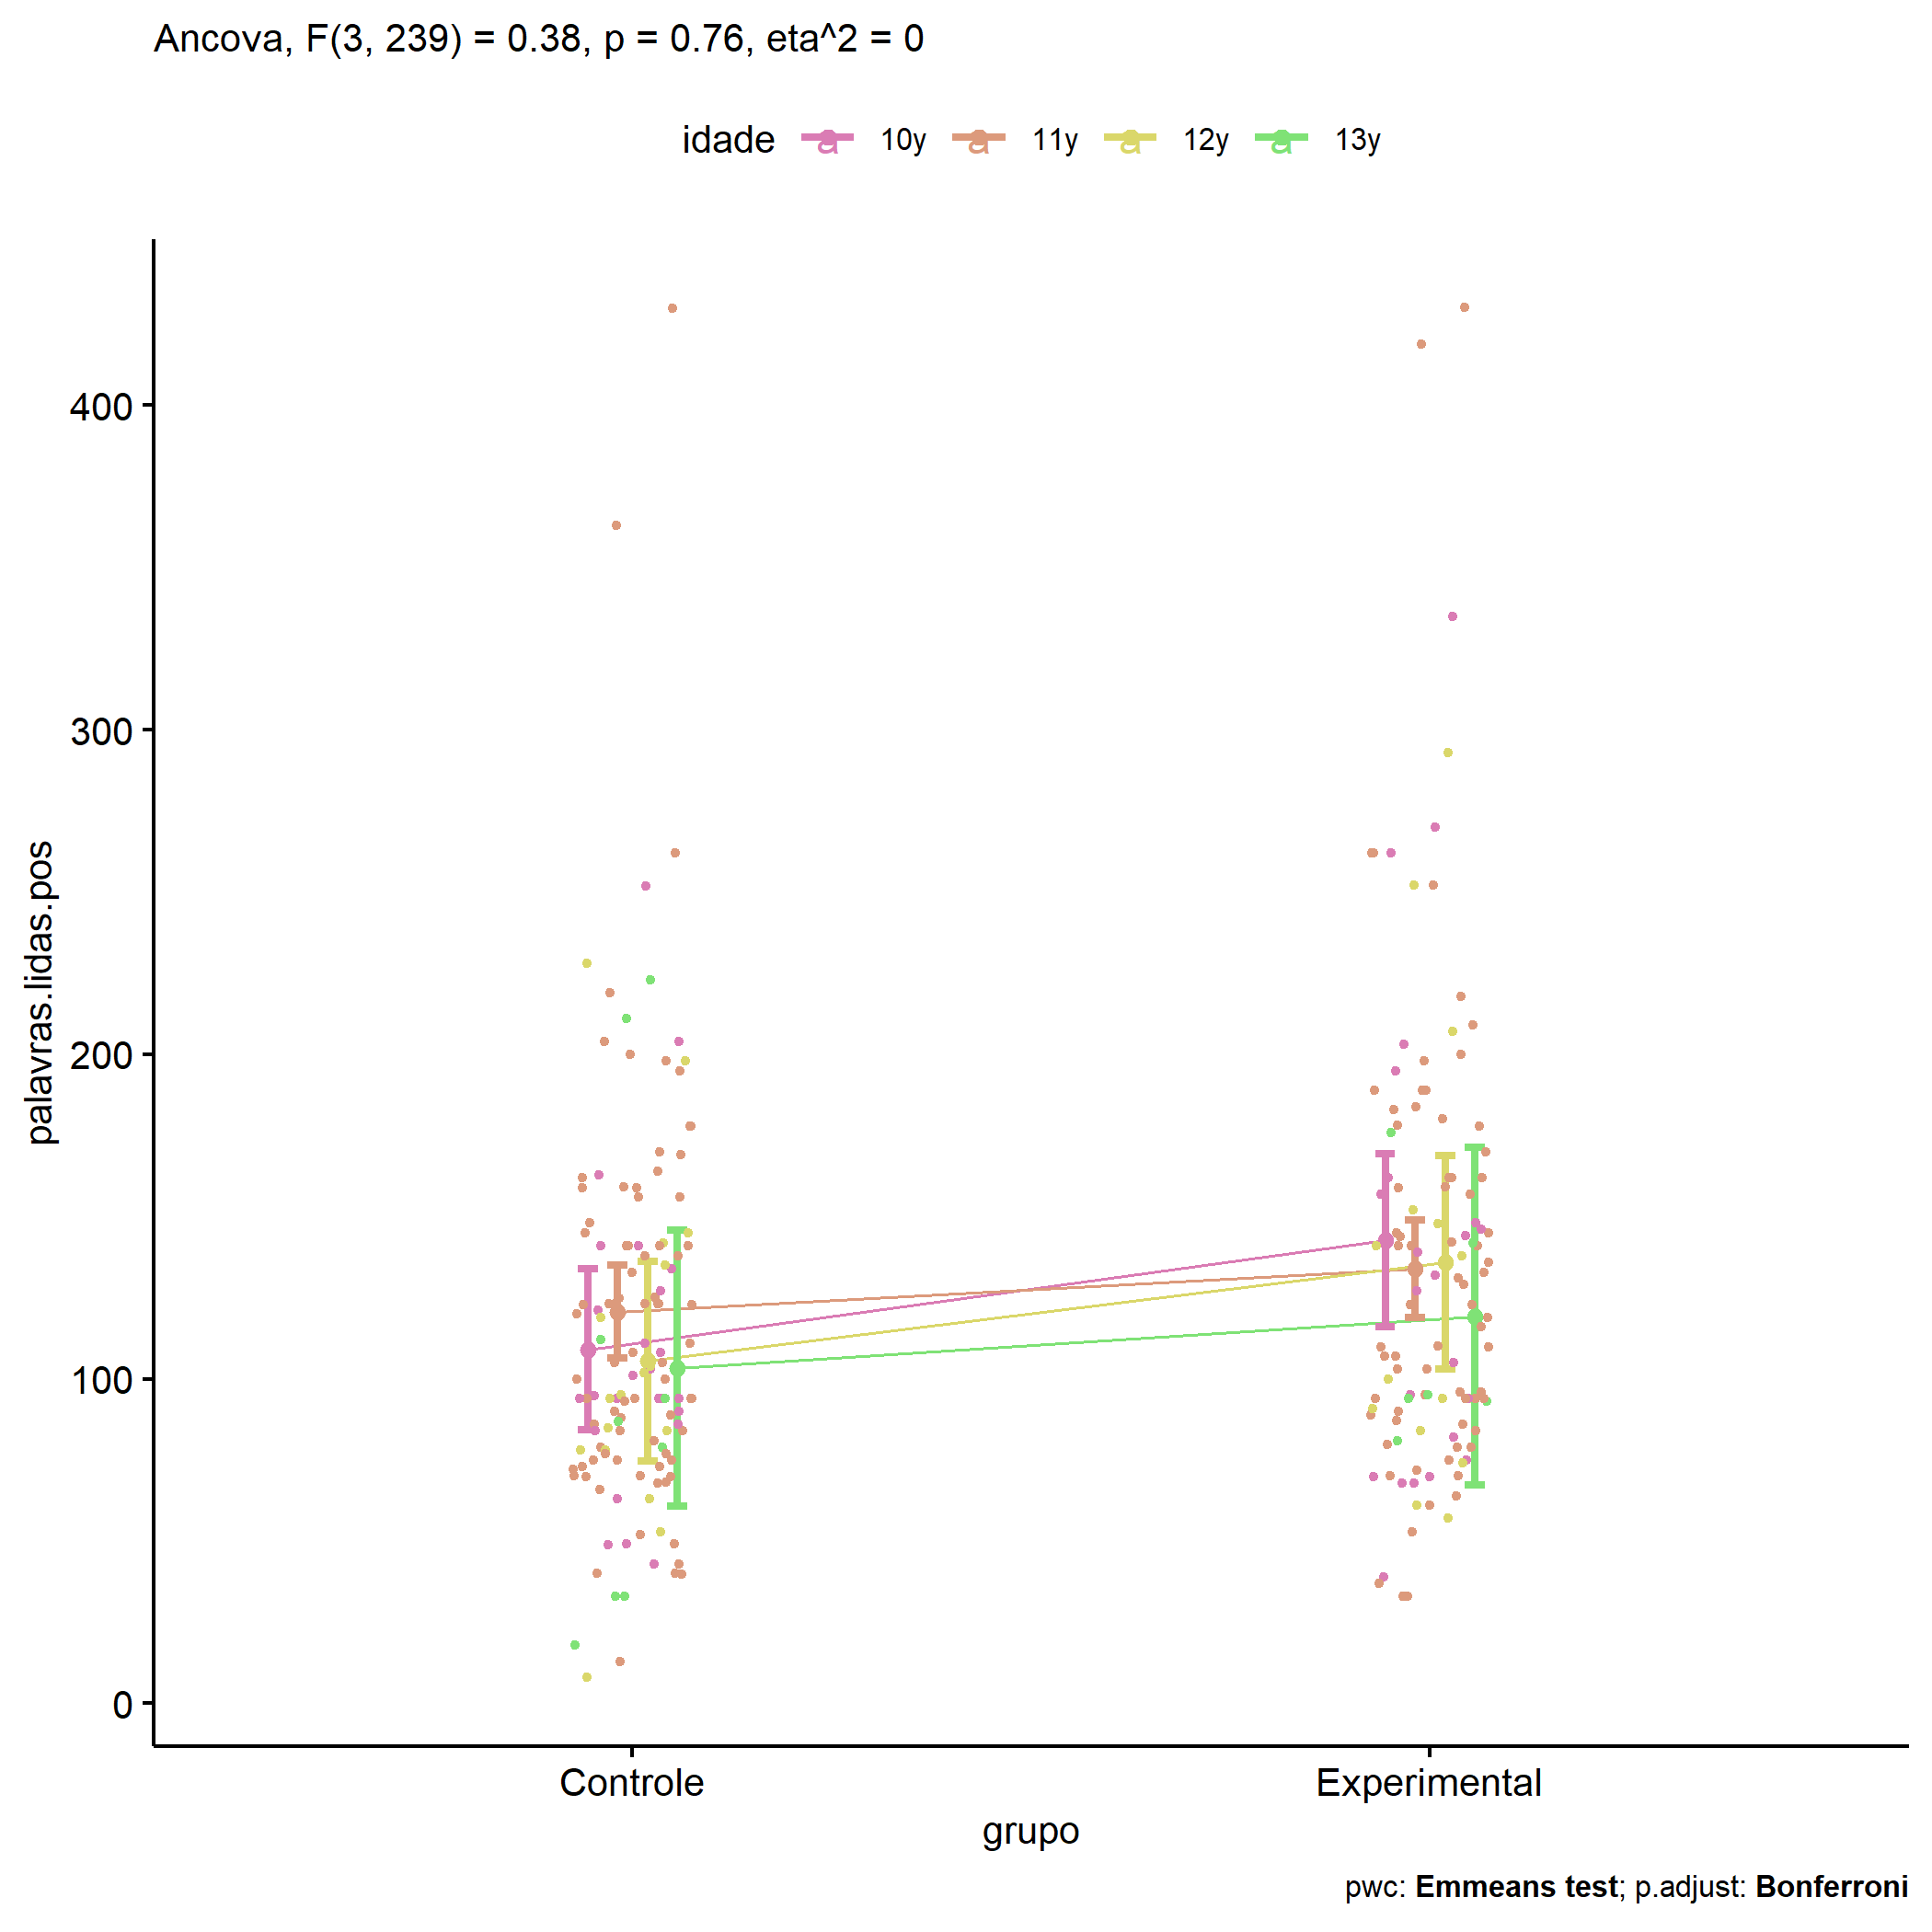 Ancova, F(3, 239) = 0.38, p = 0.76, eta^2 = 0
idade a 10y a 11y a 12y a 13y
400
300
200
100
0
palavras.lidas.pos
Controle Experimental
grupo
pwc: Emmeans test; p.adjust: Bonferroni